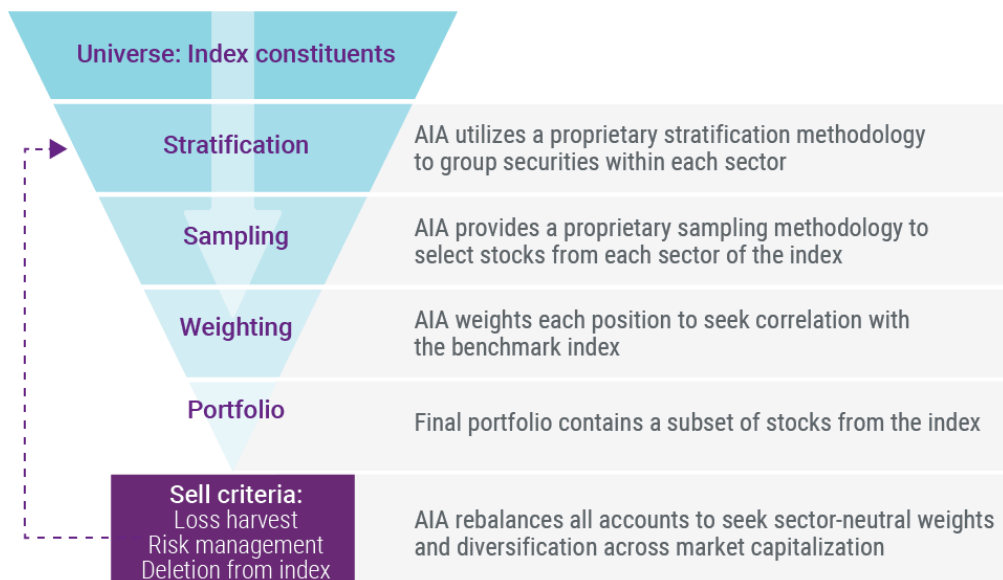 Universe: Index constituents
Stratification
AIA utilizes a proprietary stratification methodology
to group securities within each sector
Sampling
AIA provides a proprietary sampling methodology to
select stocks from each sector of the index
Weighting
AIA weights each position to seek correlation with
the benchmark index
Portfolio
Final portfolio contains a subset of stocks from the index
Sell criteria:
Loss harvest
Risk management
Deletion from index
AIA rebalances all accounts to seek sector-neutral weights
and diversification across market capitalization